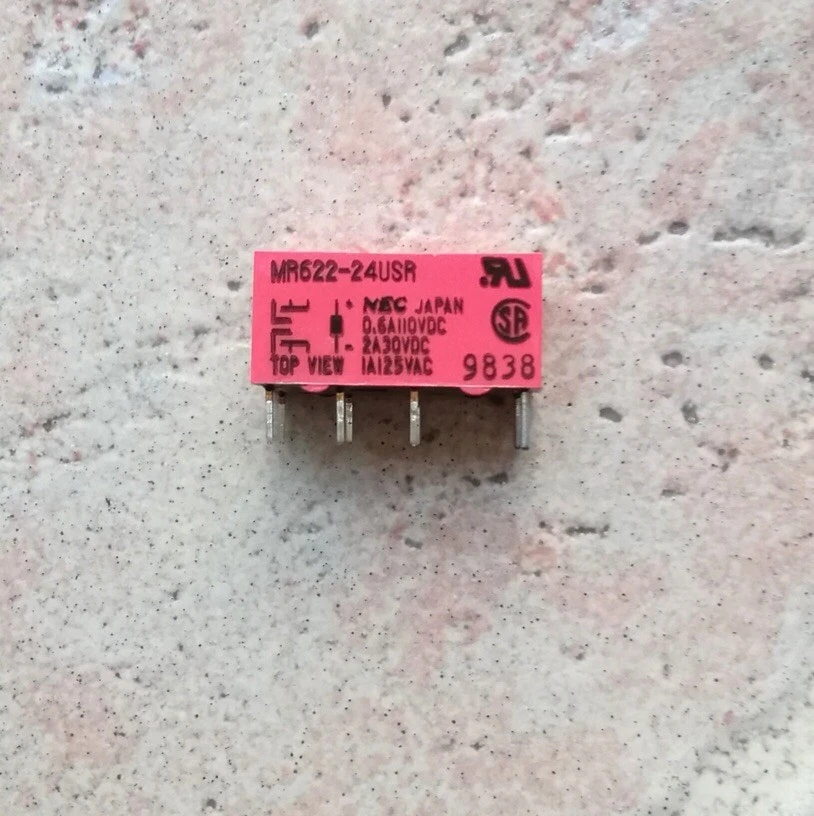 MR622-24USR
NEC JAPAN
0.6A110VDC
2A30VDC
TOP VIEW 1A125VAC 9838